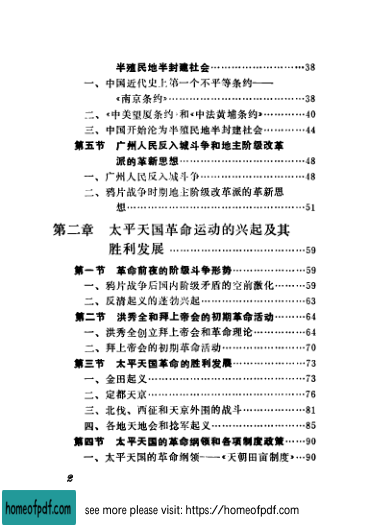 半殖民地半封建社会……………………38
一、中国近代史上第一个不平等条约——
《南京条约》……………………………38
二、《中美望厦条约》和《中法黄埔条约》…………40
三、中国开始沦为半殖民地半封建社会…………44
第五节 广州人民反入城斗争和地主阶级改革
派的革新思想……………………………48
一、广州人民反入城斗争……………………48
二、鸦片战争时期地主阶级改革派的革新思
想……………………………………51
第二章 太平天国革命运动的兴起及其
胜利发展……………………………59
第一节 革命前夜的阶级斗争形势…………………59
一、鸦片战争后国内阶级矛盾的空前激化………59
二、反清起义的蓬勃兴起……………………63
第二节 洪秀全和拜上帝会的初期革命活动………64
一、洪秀全创立拜上帝会和革命理论…………64
二、拜上帝会的初期革命活动…………………70
第三节 太平天国革命的胜利发展…………………73
一、金田起义……………………………73
二、定都天京……………………………76
三、北伐、西征和天京外围的战斗……………81
四、各地天地会和捻军起义……………………85
第四节 太平天国的革命纲领和各项制度政策……90
一、太平天国的革命纲领——《天朝田亩制度》…90
2
homeofpdf.com
see more please visit: https://homeofpdf.com